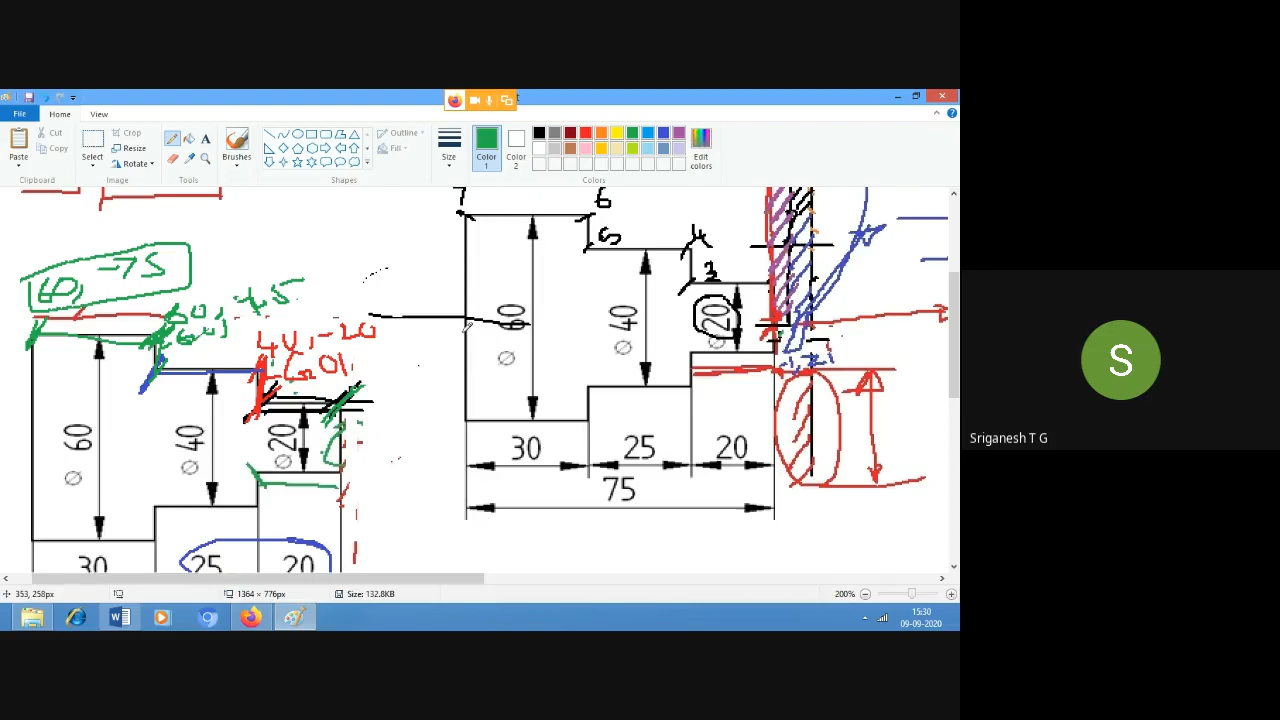 File
Home
View
Paste
Cut
Copy
Clipboard
Select
Crop
Resize
Rotate
Image
Tools
Brushes
Shapes
Outline
Fill
Size
Color 1
Color 2
Edit colors
Colors
7
6
5
4
3
60, -75
40, -20
⌀ 60
⌀ 40
⌀ 20
30
25
20
⌀ 60
⌀ 40
⌀ 20
30
25
20
75
353, 258px
1364 × 776px
Size: 132.8KB
200%
15:30
09-09-2020
S
Sriganesh T G